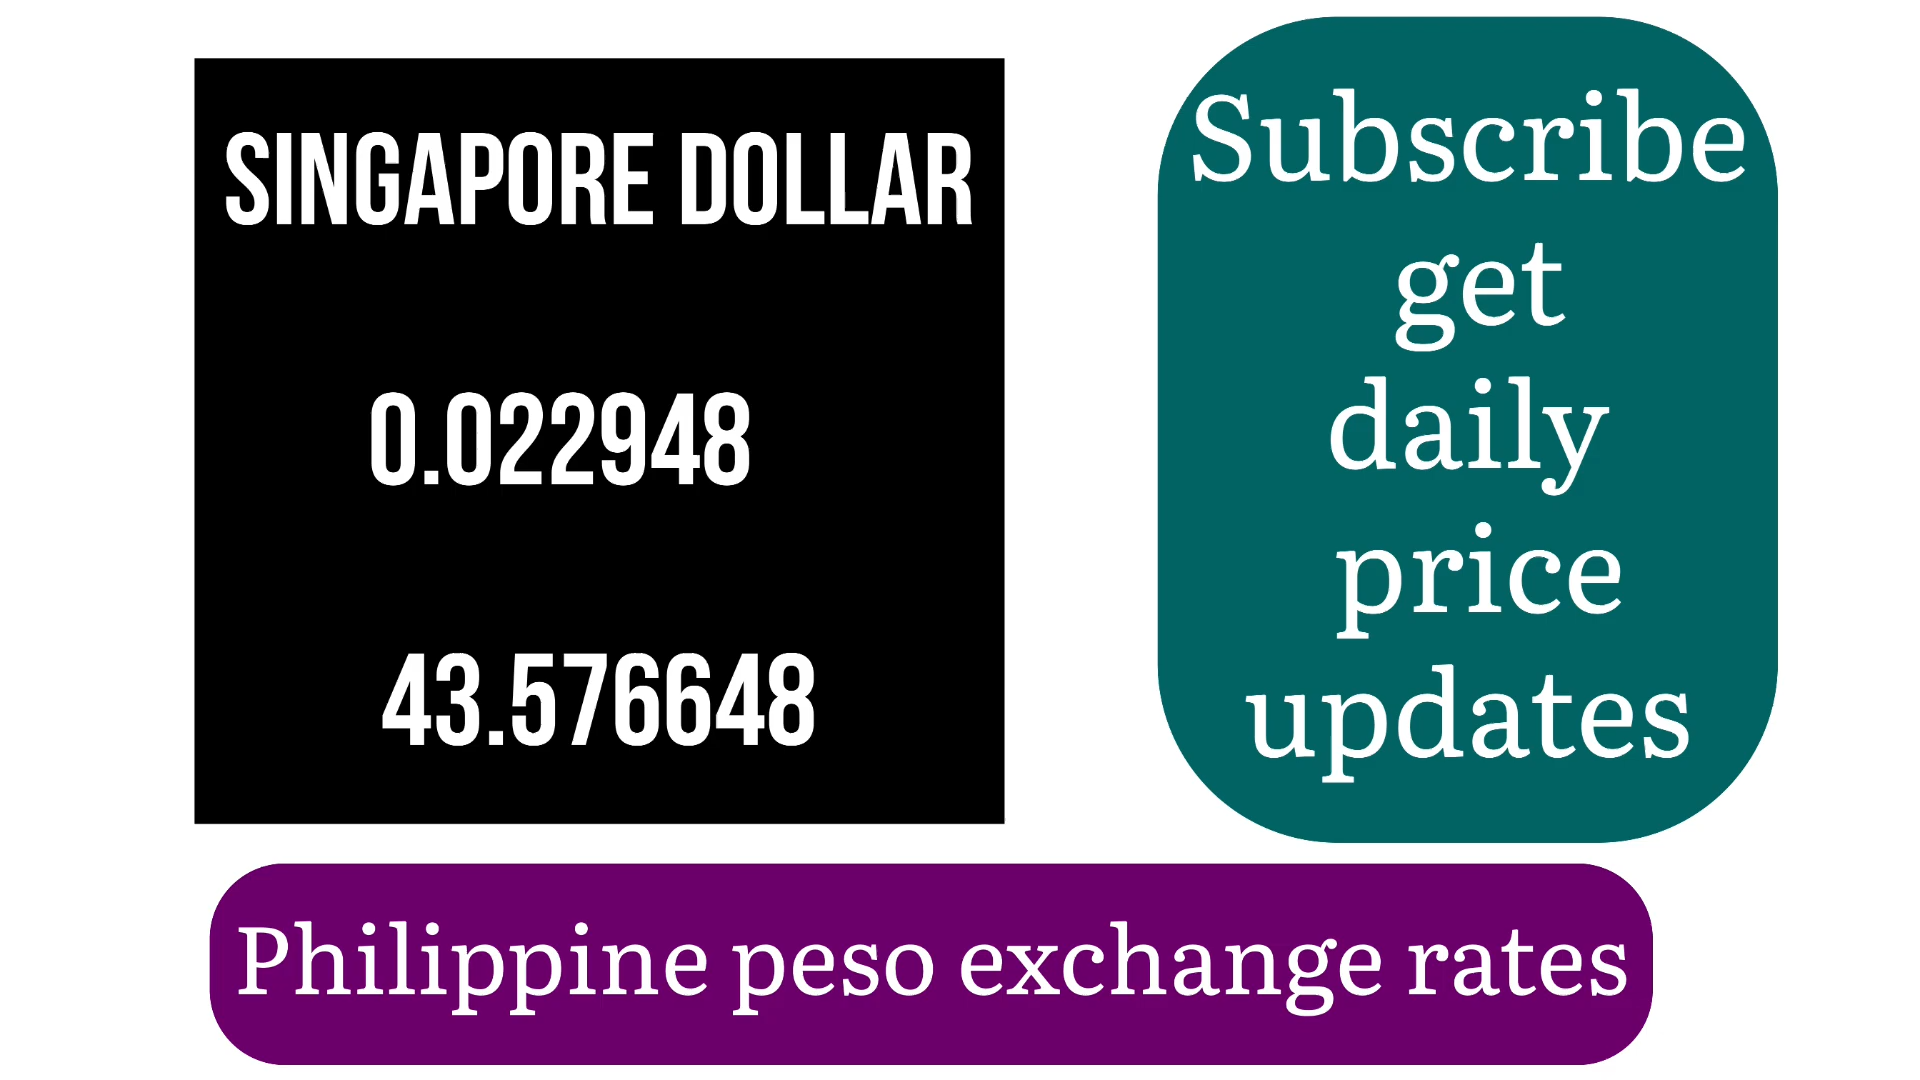 SINGAPORE DOLLAR
0.022948
43.576648
Subscribe
get
daily
price
updates
Philippine peso exchange rates